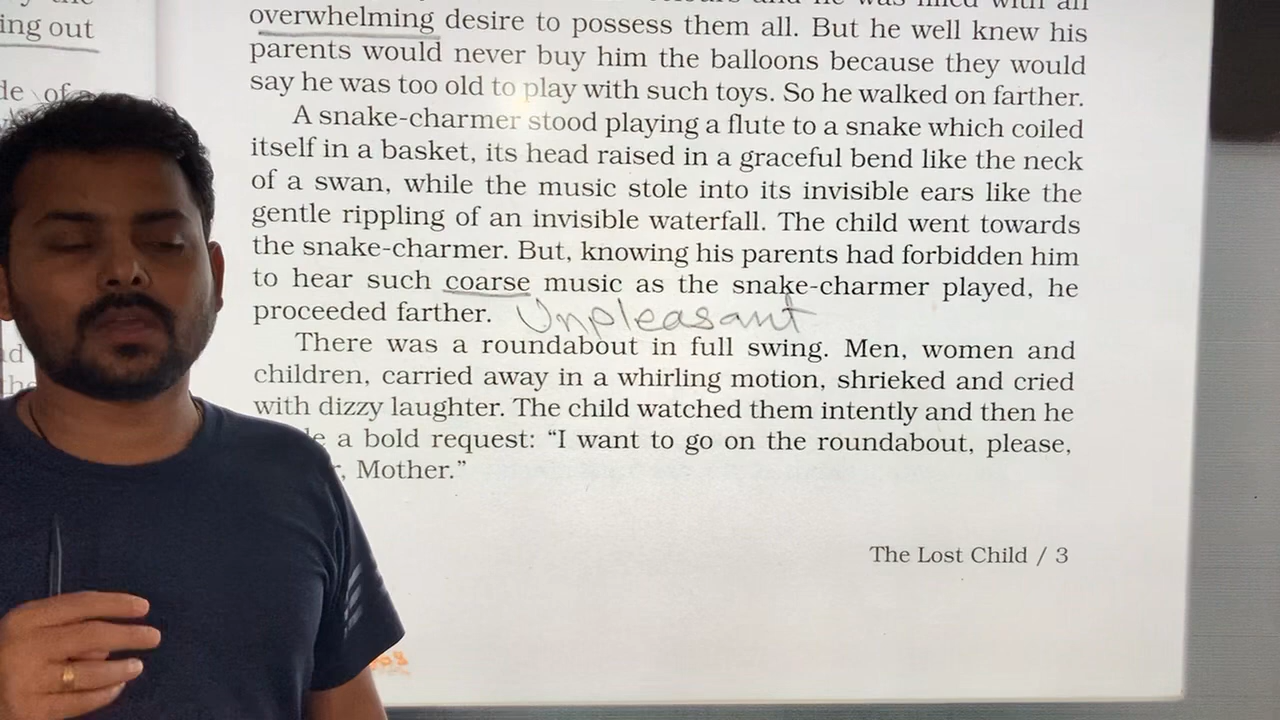 ing out
de of a
overwhelming desire to possess them all. But he well knew his
parents would never buy him the balloons because they would
say he was too old to play with such toys. So he walked on farther.
A snake-charmer stood playing a flute to a snake which coiled
itself in a basket, its head raised in a graceful bend like the neck
of a swan, while the music stole into its invisible ears like the
gentle rippling of an invisible waterfall. The child went towards
the snake-charmer. But, knowing his parents had forbidden him
to hear such coarse music as the snake-charmer played, he
proceeded farther. Unpleasant
There was a roundabout in full swing. Men, women and
children, carried away in a whirling motion, shrieked and cried
with dizzy laughter. The child watched them intently and then he
a bold request: “I want to go on the roundabout, please,
, Mother.”
The Lost Child / 3